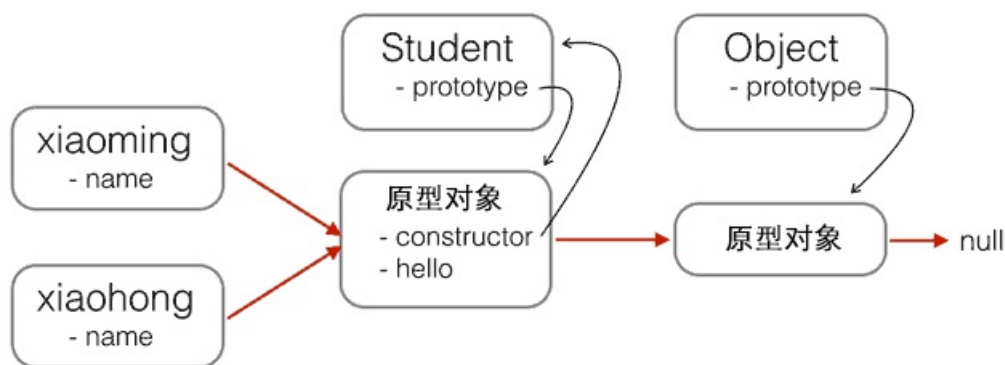 xiaoming
- name
xiaohong
- name
Student
- prototype
原型对象
- constructor
- hello
Object
- prototype
原型对象
null